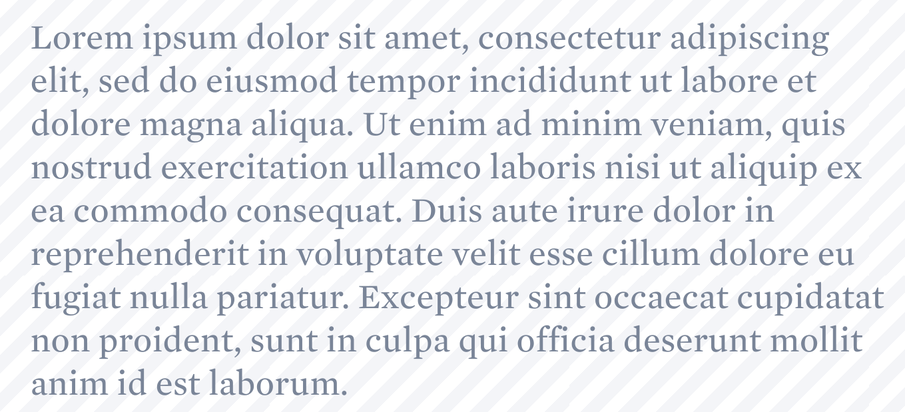 Lorem ipsum dolor sit amet, consectetur adipiscing
elit, sed do eiusmod tempor incididunt ut labore et
dolore magna aliqua. Ut enim ad minim veniam, quis
nostrud exercitation ullamco laboris nisi ut aliquip ex
ea commodo consequat. Duis aute irure dolor in
reprehenderit in voluptate velit esse cillum dolore eu
fugiat nulla pariatur. Excepteur sint occaecat cupidatat
non proident, sunt in culpa qui officia deserunt mollit
anim id est laborum.